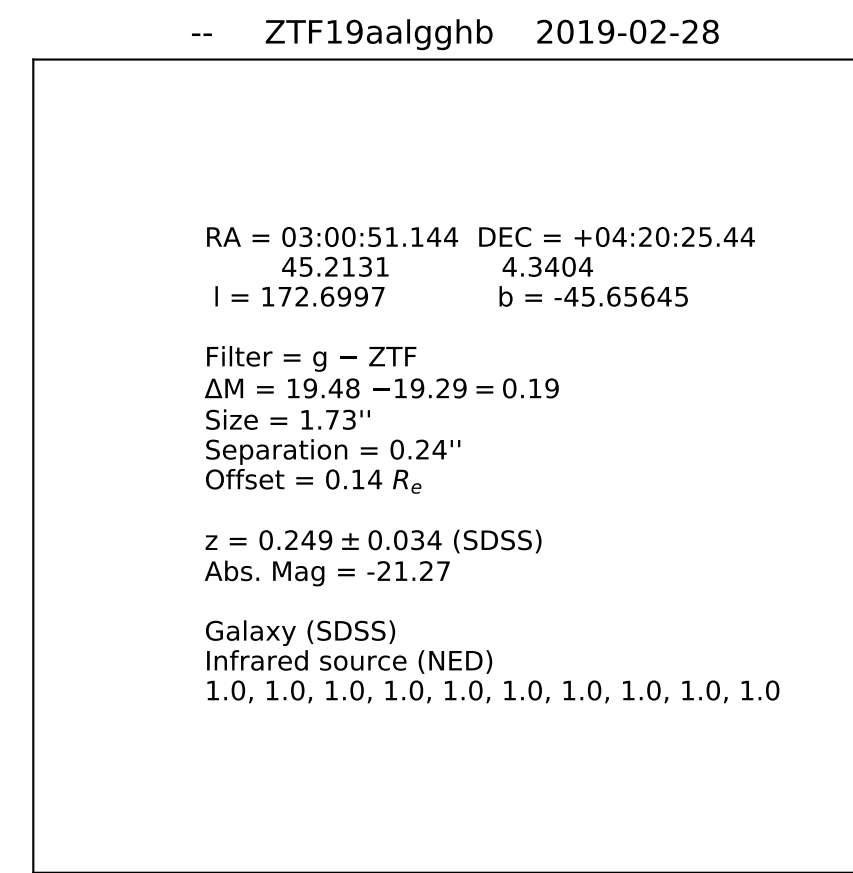 -- ZTF19aalgghb 2019-02-28
RA = 03:00:51.144 DEC = +04:20:25.44
45.2131 4.3404
l = 172.6997 b = -45.65645
Filter = g − ZTF
ΔM = 19.48 −19.29 = 0.19
Size = 1.73''
Separation = 0.24''
Offset = 0.14 Re
z = 0.249 ± 0.034 (SDSS)
Abs. Mag = -21.27
Galaxy (SDSS)
Infrared source (NED)
1.0, 1.0, 1.0, 1.0, 1.0, 1.0, 1.0, 1.0, 1.0, 1.0